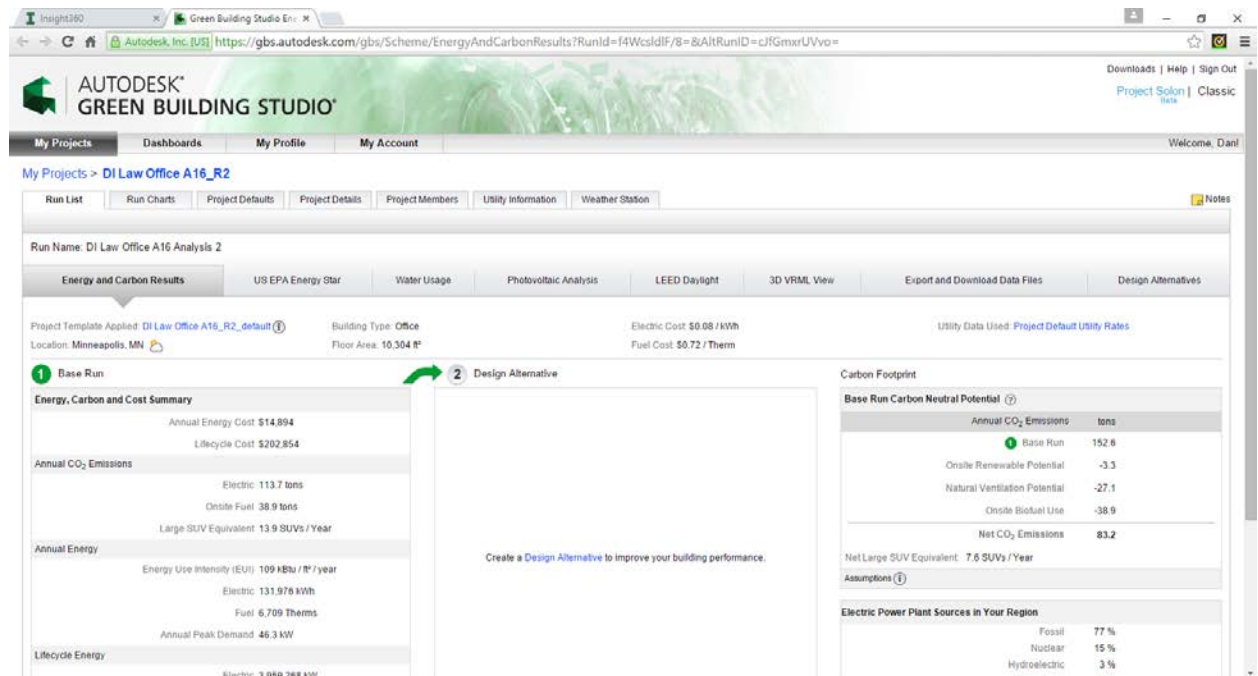 Insight360
Green Building Studio Ene
Autodesk, Inc. [US] https://gbs.autodesk.com/gbs/Scheme/EnergyAndCarbonResults?RunId=f4WcsldlF/8=&AltRunID=cJfGmxrUVvo=
AUTODESK®
GREEN BUILDING STUDIO®
Downloads | Help | Sign Out
Project Solon | Classic
Beta
My Projects Dashboards My Profile My Account Welcome, Dan!
My Projects > DI Law Office A16_R2
Run List Run Charts Project Defaults Project Details Project Members Utility Information Weather Station Notes
Run Name: DI Law Office A16 Analysis 2
Energy and Carbon Results US EPA Energy Star Water Usage Photovoltaic Analysis LEED Daylight 3D VRML View Export and Download Data Files Design Alternatives
Project Template Applied: DI Law Office A16_R2_default Building Type: Office Electric Cost: $0.08 / kWh Utility Data Used: Project Default Utility Rates
Location: Minneapolis, MN Floor Area: 10,304 ft² Fuel Cost: $0.72 / Therm
1 Base Run
Energy, Carbon and Cost Summary
Annual Energy Cost $14,894
Lifecycle Cost $202,854
Annual CO2 Emissions
Electric 113.7 tons
Onsite Fuel 38.9 tons
Large SUV Equivalent 13.9 SUVs / Year
Annual Energy
Energy Use Intensity (EUI) 109 kBtu / ft² / year
Electric 131,976 kWh
Fuel 6,709 Therms
Annual Peak Demand 46.3 kW
Lifecycle Energy
Electric 3,959,268 kW
2 Design Alternative
Create a Design Alternative to improve your building performance.
Carbon Footprint
Base Run Carbon Neutral Potential ?
Annual CO2 Emissions tons
1 Base Run 152.6
Onsite Renewable Potential -3.3
Natural Ventilation Potential -27.1
Onsite Biofuel Use -38.9
Net CO2 Emissions 83.2
Net Large SUV Equivalent: 7.6 SUVs / Year
Assumptions i
Electric Power Plant Sources in Your Region
Fossil 77 %
Nuclear 15 %
Hydroelectric 3 %